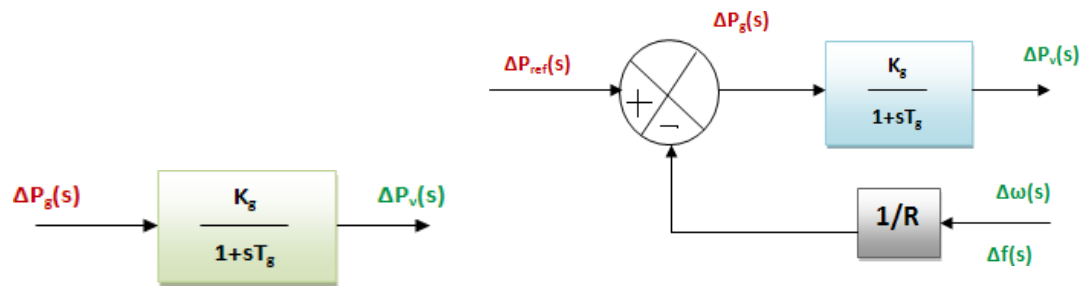 ΔPg(s)
Kg
1+sTg
ΔPv(s)
ΔPref(s)
+
-
ΔPg(s)
Kg
1+sTg
ΔPv(s)
1/R
Δω(s)
Δf(s)